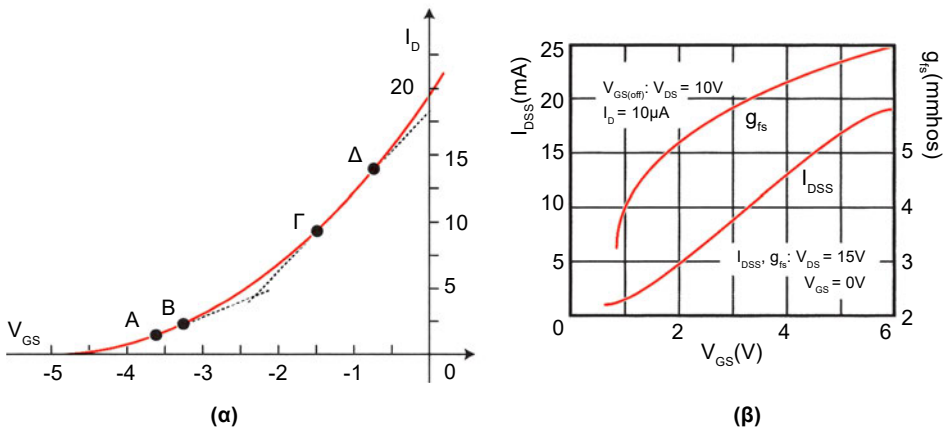 I_D
20
15
10
5
Δ
Γ
B
A
V_GS
-5 -4 -3 -2 -1 0
(α)
25
20
15
10
5
0
I_DSS(mA)
V_GS(off): V_DS = 10V
I_D = 10μA
g_fs
I_DSS
I_DSS, g_fs: V_DS = 15V
V_GS = 0V
5
4
3
2
g_fs(mmhos)
2 4 6
V_GS(V)
(β)